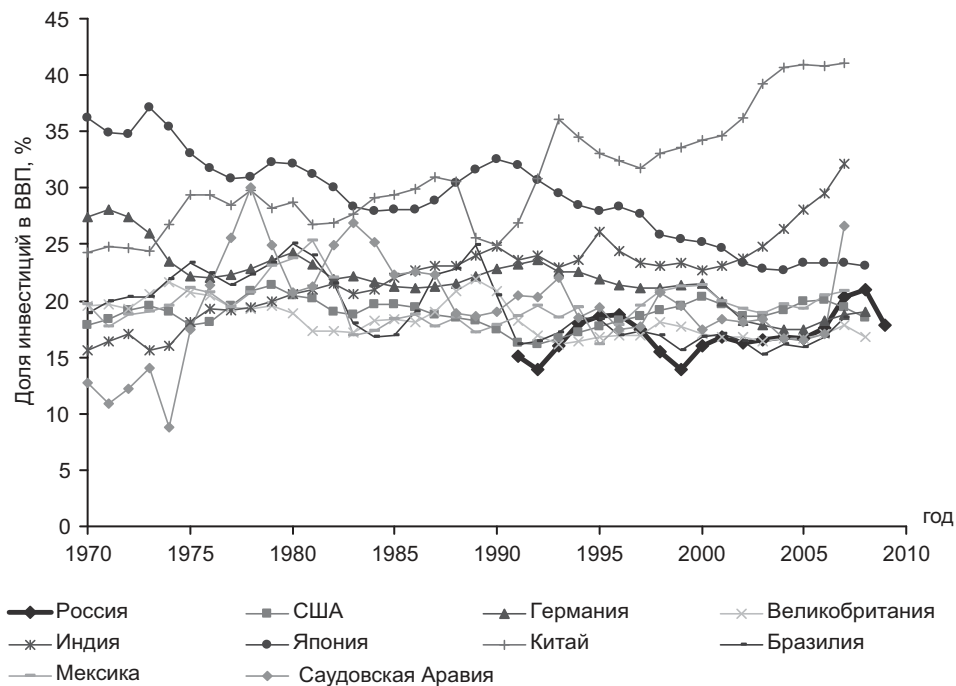 45
40
35
30
25
20
15
10
5
0
Доля инвестиций в ВВП, %
год
1970 1975 1980 1985 1990 1995 2000 2005 2010
Россия США Германия Великобритания
Индия Япония Китай Бразилия
Мексика Саудовская Аравия